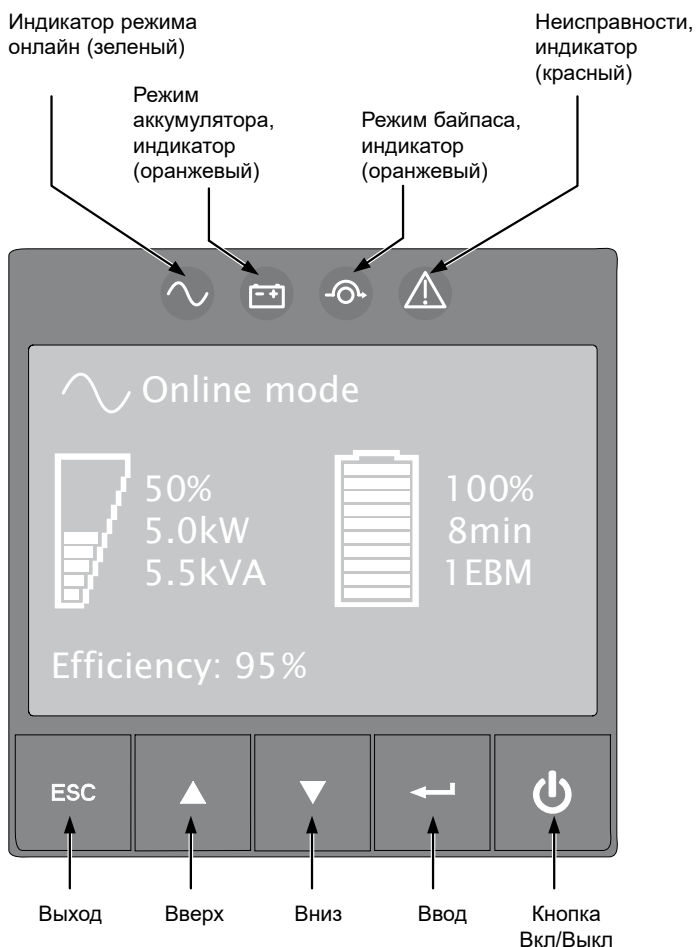 Индикатор режима
онлайн (зеленый)
Режим
аккумулятора,
индикатор
(оранжевый)
Режим байпаса,
индикатор
(оранжевый)
Неисправности,
индикатор
(красный)
Online mode
50%
5.0kW
5.5kVA
100%
8min
1EBM
Efficiency: 95%
ESC
Выход
Вверх
Вниз
Ввод
Кнопка
Вкл/Выкл